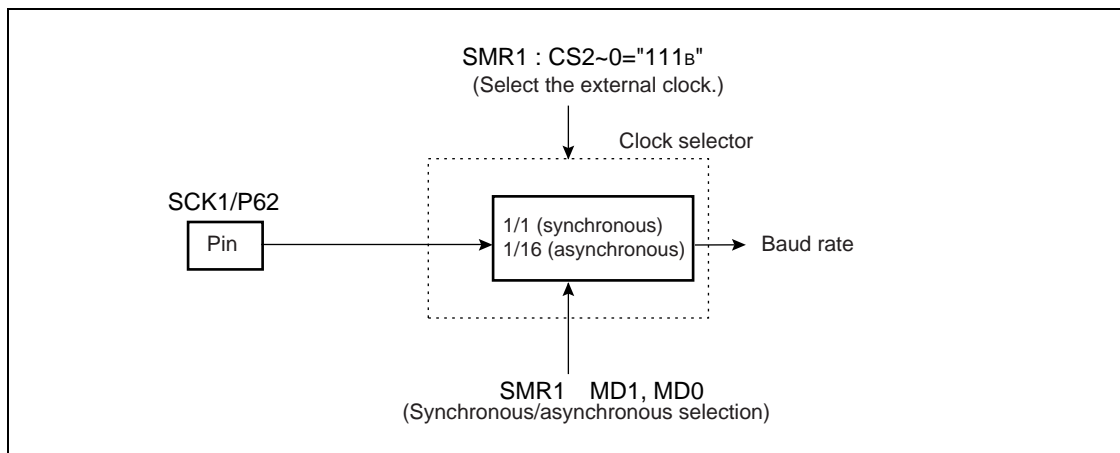 SMR1 : CS2~0="111B"
(Select the external clock.)
Clock selector
SCK1/P62
Pin
1/1 (synchronous)
1/16 (asynchronous)
Baud rate
SMR1 MD1, MD0
(Synchronous/asynchronous selection)